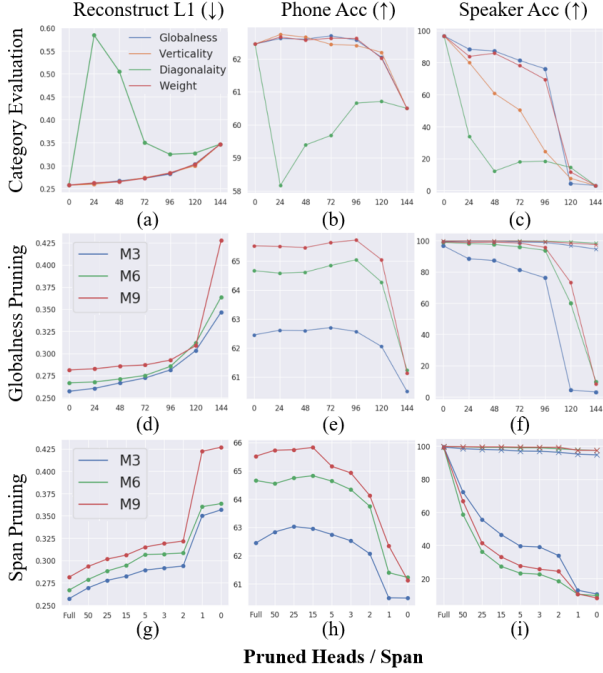 Reconstruct L1 (↓) Phone Acc (↑) Speaker Acc (↑)
Category Evaluation
Globalness
Verticality
Diagonalaity
Weight
0.60
0.55
0.50
0.45
0.40
0.35
0.30
0.25
0 24 48 72 96 120 144
(a)
62
61
60
59
58
0 24 48 72 96 120 144
(b)
100
80
60
40
20
0
0 24 48 72 96 120 144
(c)
Globalness Pruning
M3
M6
M9
0.425
0.400
0.375
0.350
0.325
0.300
0.275
0.250
0 24 48 72 96 120 144
(d)
65
64
63
62
61
0 24 48 72 96 120 144
(e)
100
80
60
40
20
0
0 24 48 72 96 120 144
(f)
Span Pruning
M3
M6
M9
0.425
0.400
0.375
0.350
0.325
0.300
0.275
0.250
Full 50 25 15 5 3 2 1 0
(g)
66
65
64
63
62
61
Full 50 25 15 5 3 2 1 0
(h)
100
80
60
40
20
Full 50 25 15 5 3 2 1 0
(i)
Pruned Heads / Span